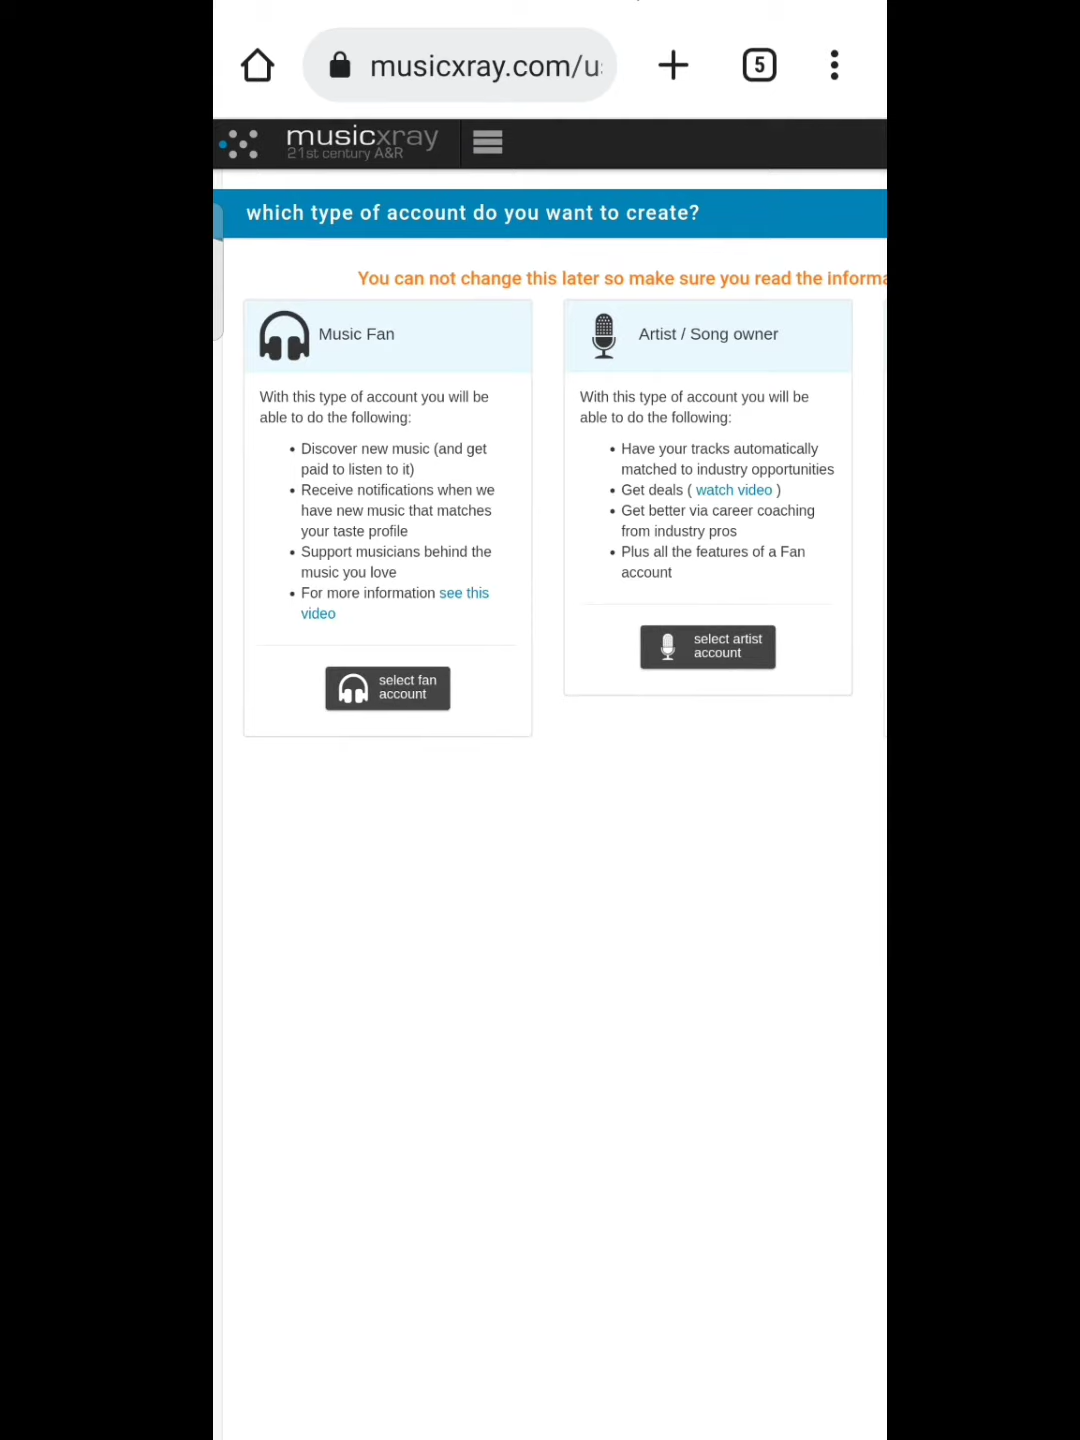 musicxray.com/u
5
musicxray
21st century A&R
which type of account do you want to create?
You can not change this later so make sure you read the
Music Fan
With this type of account you will be
able to do the following:
• Discover new music (and get
paid to listen to it)
• Receive notifications when we
have new music that matches
your taste profile
• Support musicians behind the
music you love
• For more information see this
video
select fan
account
Artist / Song owner
With this type of account you will be
able to do the following:
• Have your tracks automatically
matched to industry opportunities
• Get deals ( watch video )
• Get better via career coaching
from industry pros
• Plus all the features of a Fan
account
select artist
account